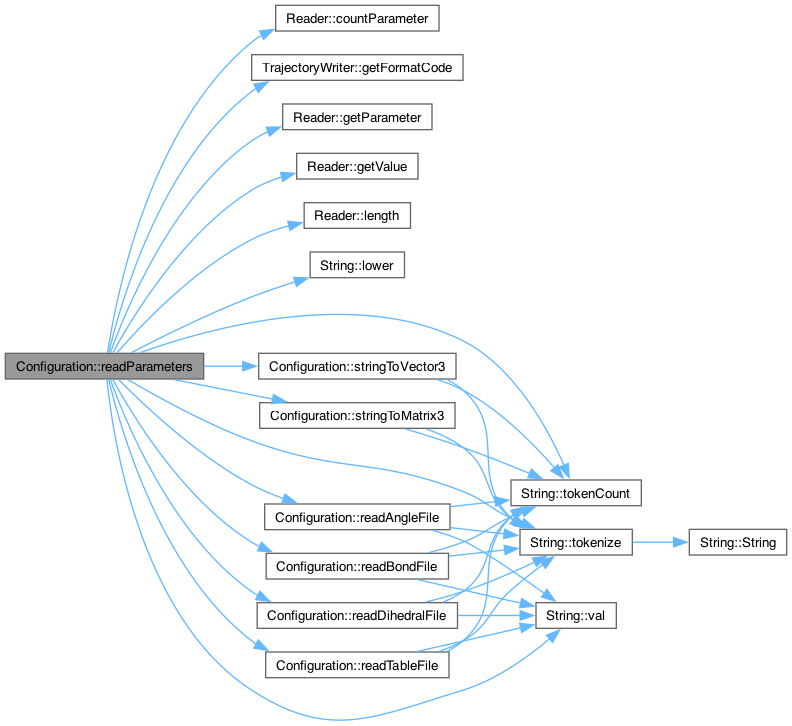 Reader::countParameter
TrajectoryWriter::getFormatCode
Reader::getParameter
Reader::getValue
Reader::length
String::lower
Configuration::readParameters
Configuration::stringToVector3
Configuration::stringToMatrix3
String::tokenCount
Configuration::readAngleFile
String::tokenize
String::String
Configuration::readBondFile
Configuration::readDihedralFile
String::val
Configuration::readTableFile